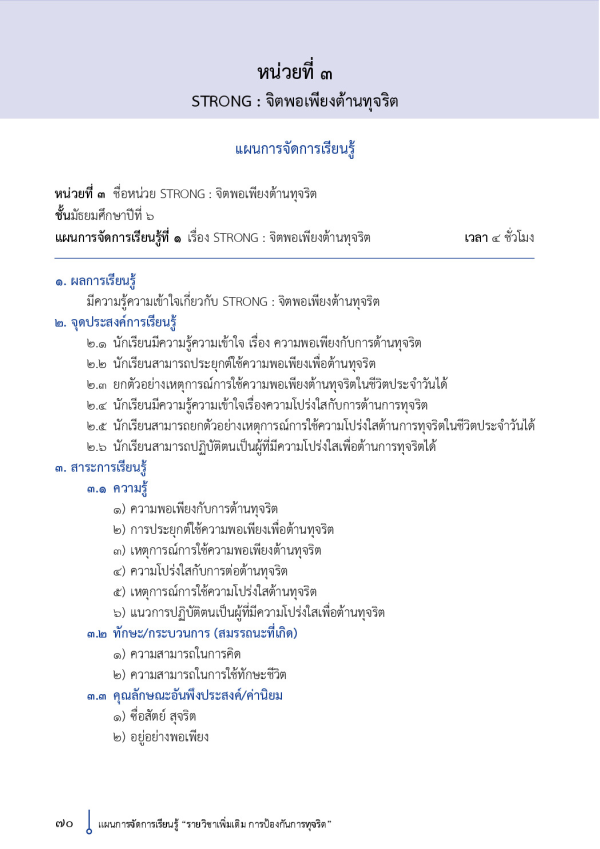 หน่วยที่ ๓
STRONG : จิตพอเพียงต้านทุจริต
แผนการจัดการเรียนรู้
หน่วยที่ ๓ ชื่อหน่วย STRONG : จิตพอเพียงต้านทุจริต
ชั้นมัธยมศึกษาปีที่ ๖
แผนการจัดการเรียนรู้ที่ ๑ เรื่อง STRONG : จิตพอเพียงต้านทุจริต เวลา ๔ ชั่วโมง
๑. ผลการเรียนรู้
มีความรู้ความเข้าใจเกี่ยวกับ STRONG : จิตพอเพียงต้านทุจริต
๒. จุดประสงค์การเรียนรู้
๒.๑ นักเรียนมีความรู้ความเข้าใจ เรื่อง ความพอเพียงกับการต้านทุจริต
๒.๒ นักเรียนสามารถประยุกต์ใช้ความพอเพียงเพื่อต้านทุจริต
๒.๓ ยกตัวอย่างเหตุการณ์การใช้ความพอเพียงต้านทุจริตในชีวิตประจำวันได้
๒.๔ นักเรียนมีความรู้ความเข้าใจเรื่องความโปร่งใสกับการต้านการทุจริต
๒.๕ นักเรียนสามารถยกตัวอย่างเหตุการณ์การใช้ความโปร่งใสต้านการทุจริตในชีวิตประจำวันได้
๒.๖ นักเรียนสามารถปฏิบัติตนเป็นผู้ที่มีความโปร่งใสเพื่อต้านการทุจริตได้
๓. สาระการเรียนรู้
๓.๑ ความรู้
๑) ความพอเพียงกับการต้านทุจริต
๒) การประยุกต์ใช้ความพอเพียงเพื่อต้านทุจริต
๓) เหตุการณ์การใช้ความพอเพียงต้านทุจริต
๔) ความโปร่งใสกับการต่อต้านทุจริต
๕) เหตุการณ์การใช้ความโปร่งใสต้านทุจริต
๖) แนวการปฏิบัติตนเป็นผู้ที่มีความโปร่งใสเพื่อต้านทุจริต
๓.๒ ทักษะ/กระบวนการ (สมรรถนะที่เกิด)
๑) ความสามารถในการคิด
๒) ความสามารถในการใช้ทักษะชีวิต
๓.๓ คุณลักษณะอันพึงประสงค์/ค่านิยม
๑) ซื่อสัตย์ สุจริต
๒) อยู่อย่างพอเพียง
๗๐ แผนการจัดการเรียนรู้ “รายวิชาเพิ่มเติม การป้องกันการทุจริต”